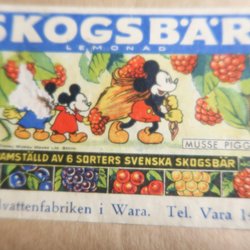 SKOGSBÄR
LEMONAD
MUSSE PIGG
AMSTÄLLD AV 6 SORTERS SVENSKA SKOGSBÄR
vattenfabriken i Wara. Tel. Vara 1